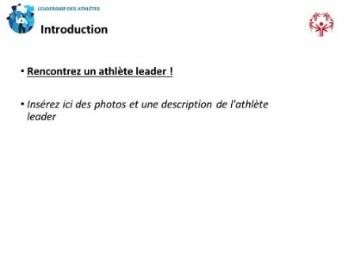 LEADERSHIP DES ATHLÈTES
Introduction
• Rencontrez un athlète leader !
• Insérez ici des photos et une description de l'athlète
leader